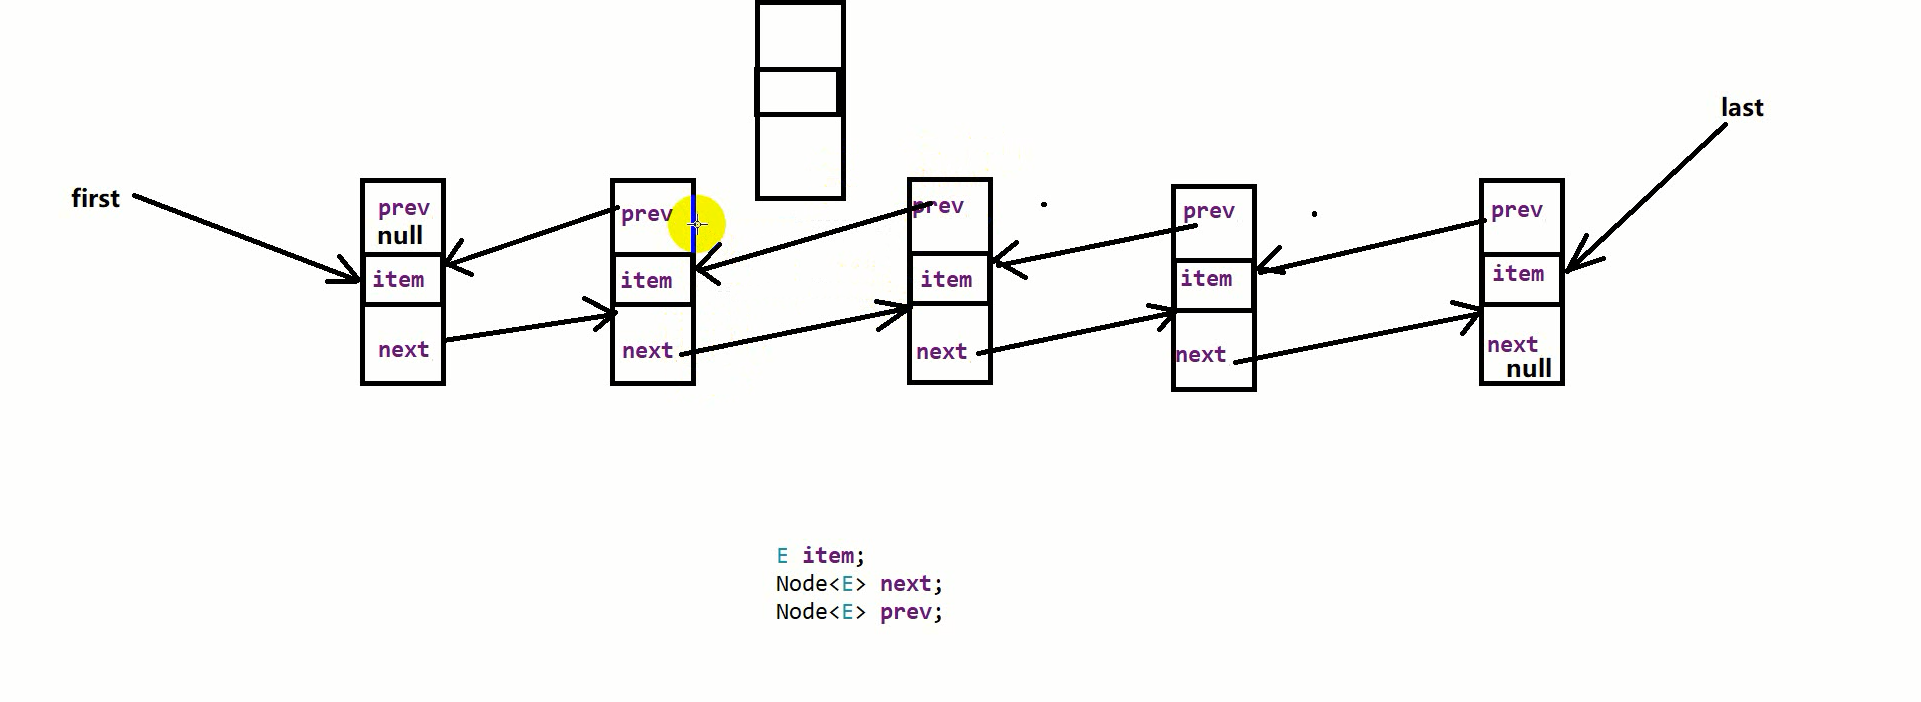 last
first
prev
null
item
next
prev
item
next
prev
item
next
prev
item
next
prev
item
next
null
E item;
Node<E> next;
Node<E> prev;